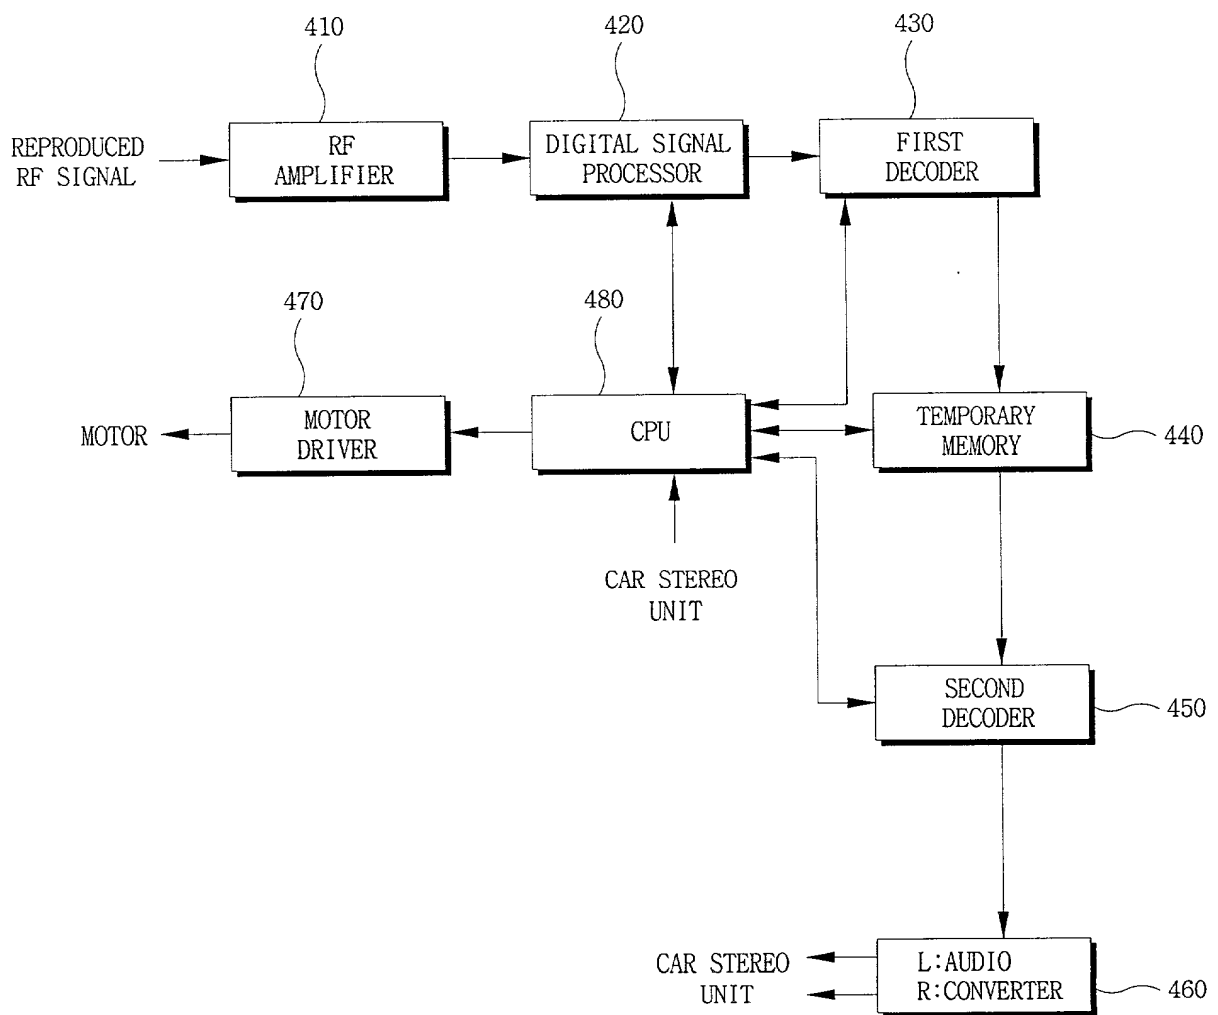 410
420
430
REPRODUCED
RF SIGNAL
RF
AMPLIFIER
DIGITAL SIGNAL
PROCESSOR
FIRST
DECODER
470
480
MOTOR
MOTOR
DRIVER
CPU
TEMPORARY
MEMORY
440
CAR STEREO
UNIT
SECOND
DECODER
450
CAR STEREO
UNIT
L:AUDIO
R:CONVERTER
460